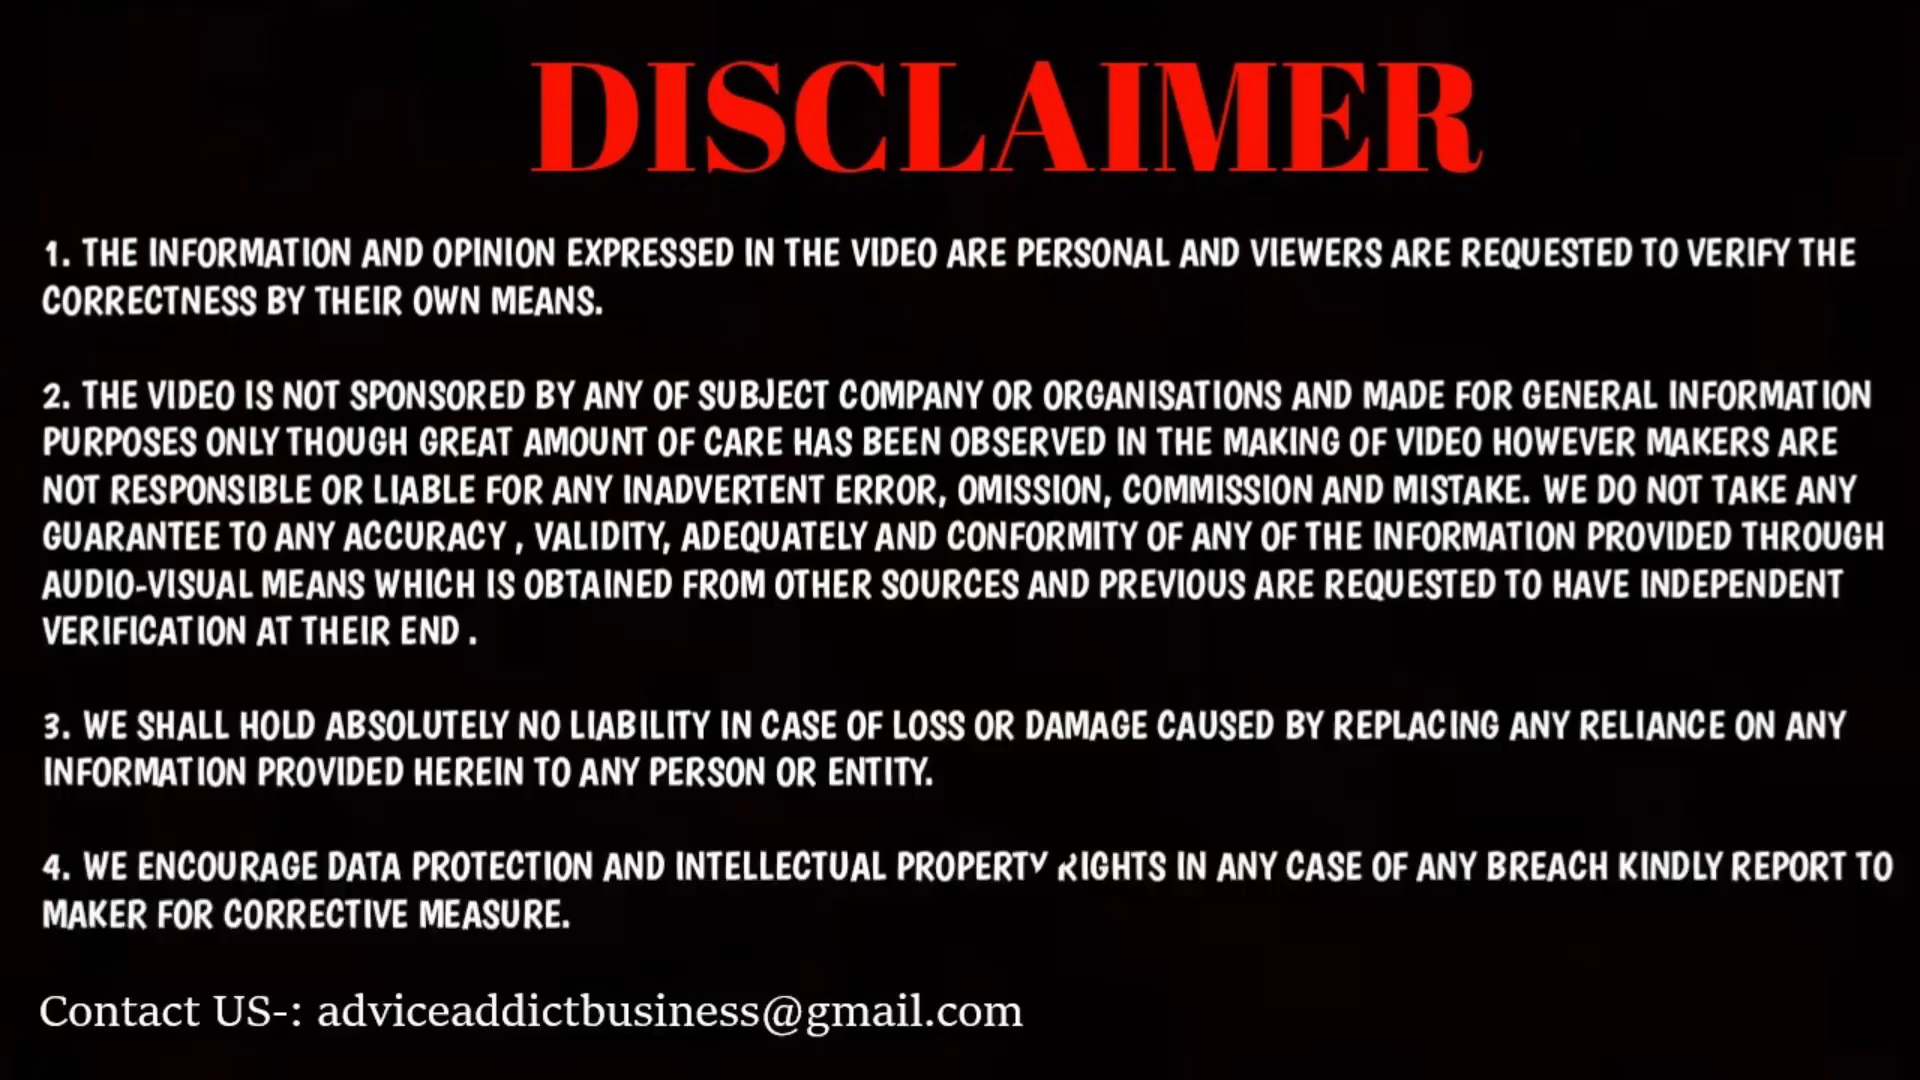 DISCLAIMER
1. THE INFORMATION AND OPINION EXPRESSED IN THE VIDEO ARE PERSONAL AND VIEWERS ARE REQUESTED TO VERIFY THE
CORRECTNESS BY THEIR OWN MEANS.
2. THE VIDEO IS NOT SPONSORED BY ANY OF SUBJECT COMPANY OR ORGANISATIONS AND MADE FOR GENERAL INFORMATION
PURPOSES ONLY THOUGH GREAT AMOUNT OF CARE HAS BEEN OBSERVED IN THE MAKING OF VIDEO HOWEVER MAKERS ARE
NOT RESPONSIBLE OR LIABLE FOR ANY INADVERTENT ERROR, OMISSION, COMMISSION AND MISTAKE. WE DO NOT TAKE ANY
GUARANTEE TO ANY ACCURACY , VALIDITY, ADEQUATELY AND CONFORMITY OF ANY OF THE INFORMATION PROVIDED THROUGH
AUDIO-VISUAL MEANS WHICH IS OBTAINED FROM OTHER SOURCES AND PREVIOUS ARE REQUESTED TO HAVE INDEPENDENT
VERIFICATION AT THEIR END .
3. WE SHALL HOLD ABSOLUTELY NO LIABILITY IN CASE OF LOSS OR DAMAGE CAUSED BY REPLACING ANY RELIANCE ON ANY
INFORMATION PROVIDED HEREIN TO ANY PERSON OR ENTITY.
4. WE ENCOURAGE DATA PROTECTION AND INTELLECTUAL PROPERTY RIGHTS IN ANY CASE OF ANY BREACH KINDLY REPORT TO
MAKER FOR CORRECTIVE MEASURE.
Contact US-: adviceaddictbusiness@gmail.com